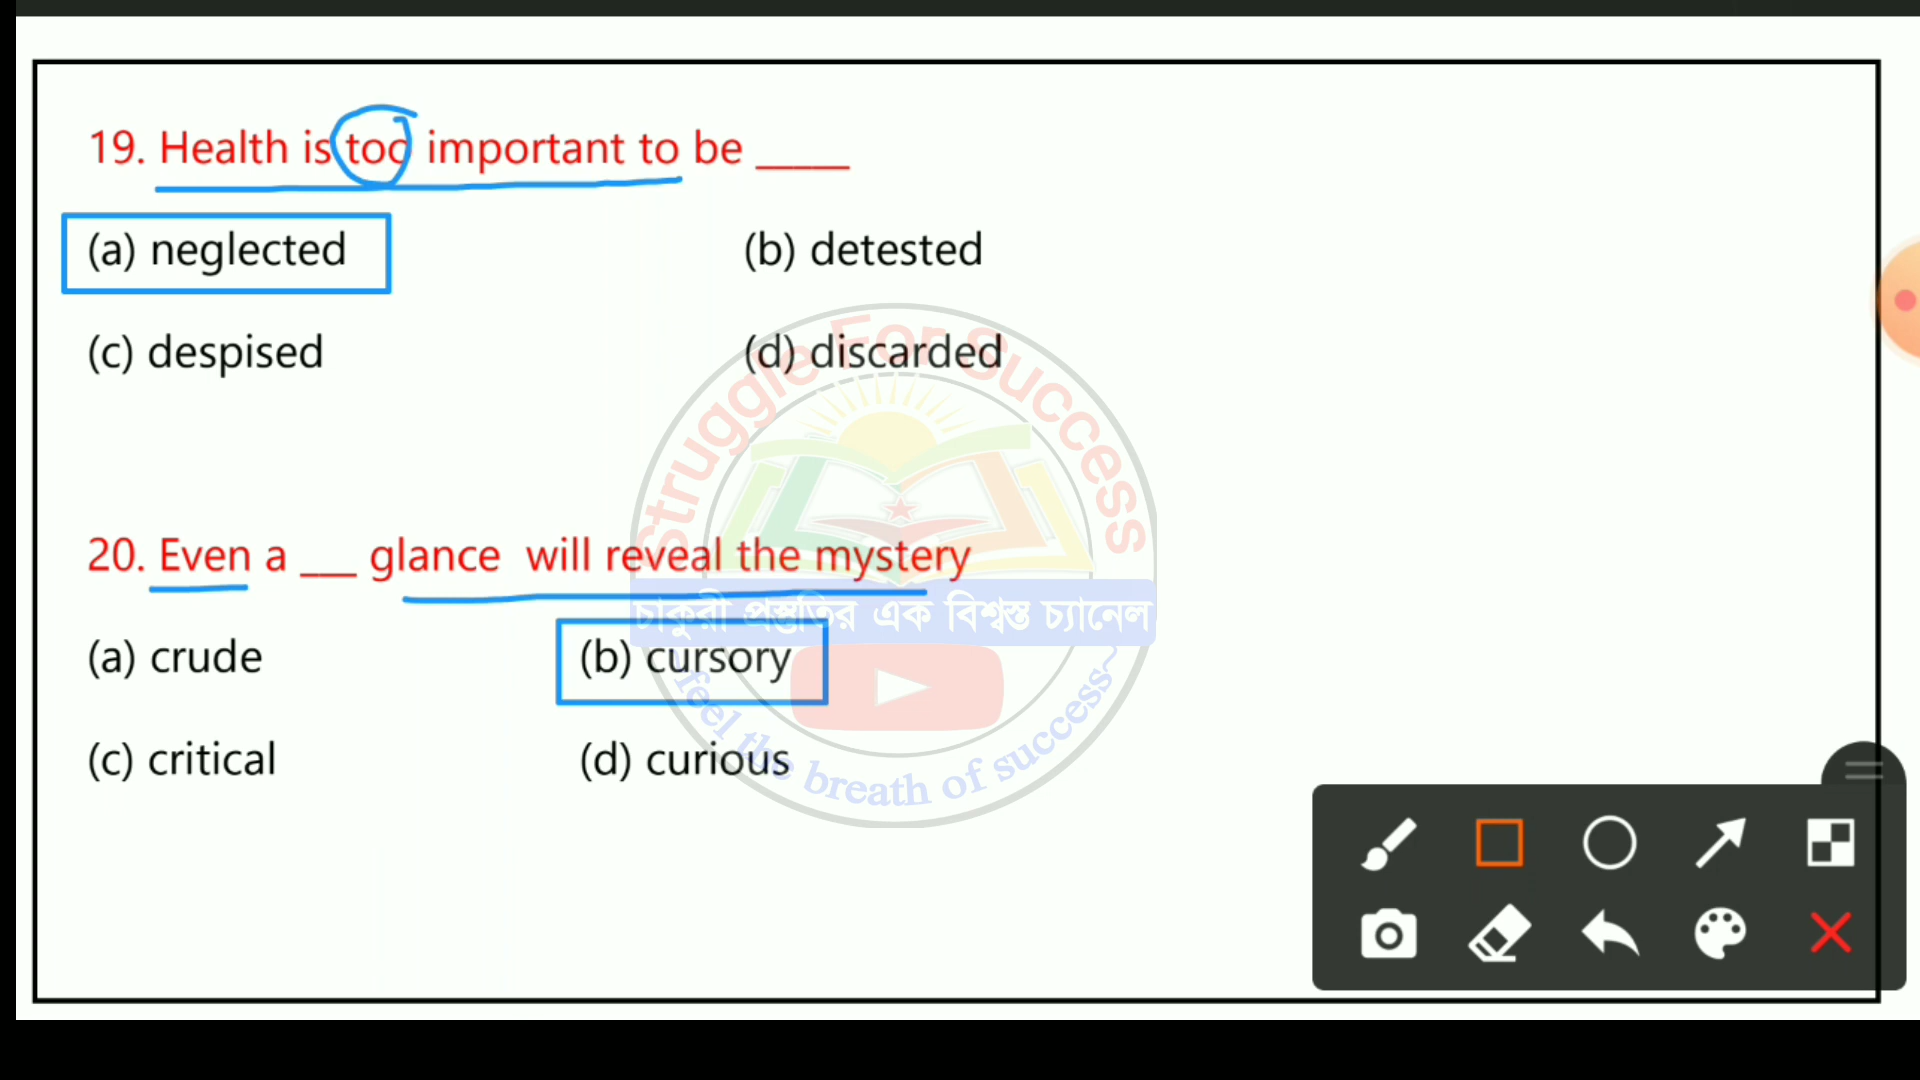 19. Health is too important to be _____
(a) neglected (b) detested
(c) despised (d) discarded
Struggle For Success
20. Even a ___ glance will reveal the mystery
চাকুরী প্রস্তুতির এক বিশ্বস্ত চ্যানেল
(a) crude (b) cursory
(c) critical (d) curious
~feel the breath of success~